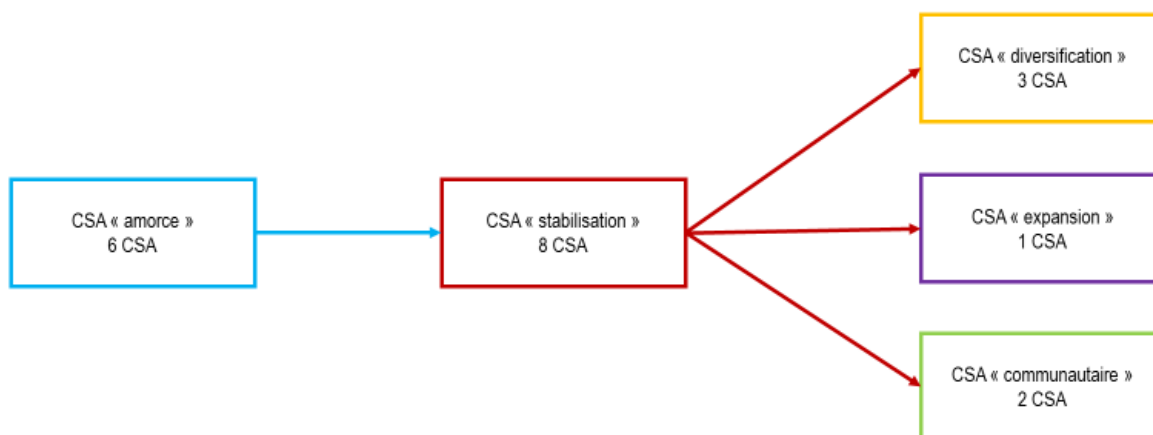 CSA « diversification »
3 CSA
CSA « amorce »
6 CSA
CSA « stabilisation »
8 CSA
CSA « expansion »
1 CSA
CSA « communautaire »
2 CSA